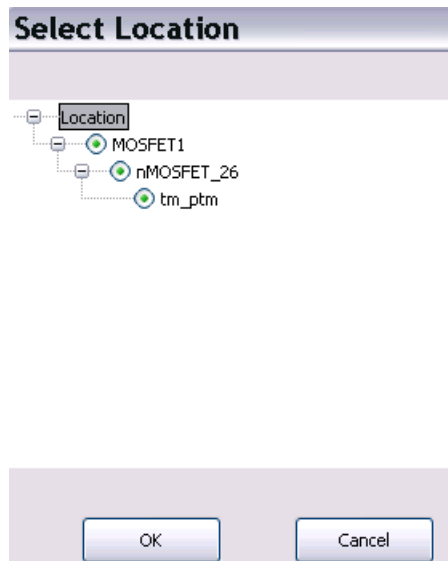 Select Location
Location
MOSFET1
nMOSFET_26
tm_ptm
OK Cancel